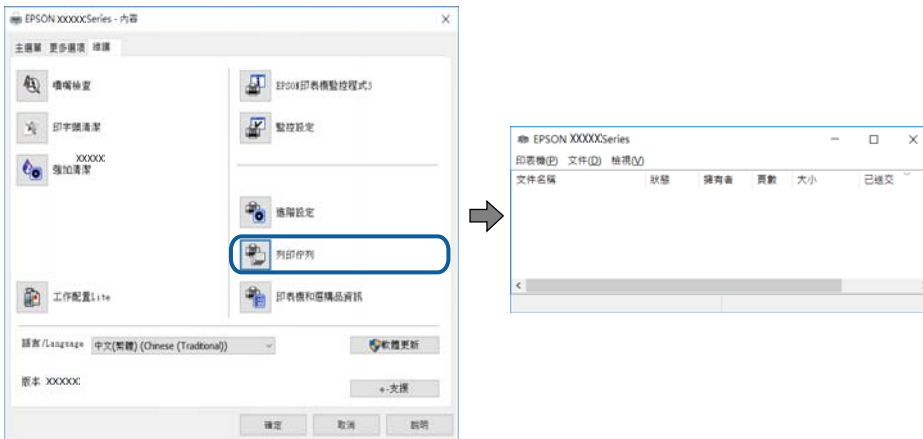 EPSON XXXXX Series - 內容
主選單 更多選項 維護
噴嘴檢查
印字頭清潔
XXXXX
強加清潔
工作配置Lite
EPSON印表機監控程式3
監控設定
進階設定
列印佇列
印表機和選購品資訊
語言/Language 中文(繁體) (Chinese (Traditional))
軟體更新
版本 XXXXX
e-支援
確定 取消 說明
EPSON XXXXX Series
印表機(P) 文件(D) 檢視(V)
文件名稱 狀態 擁有者 頁數 大小 已送交